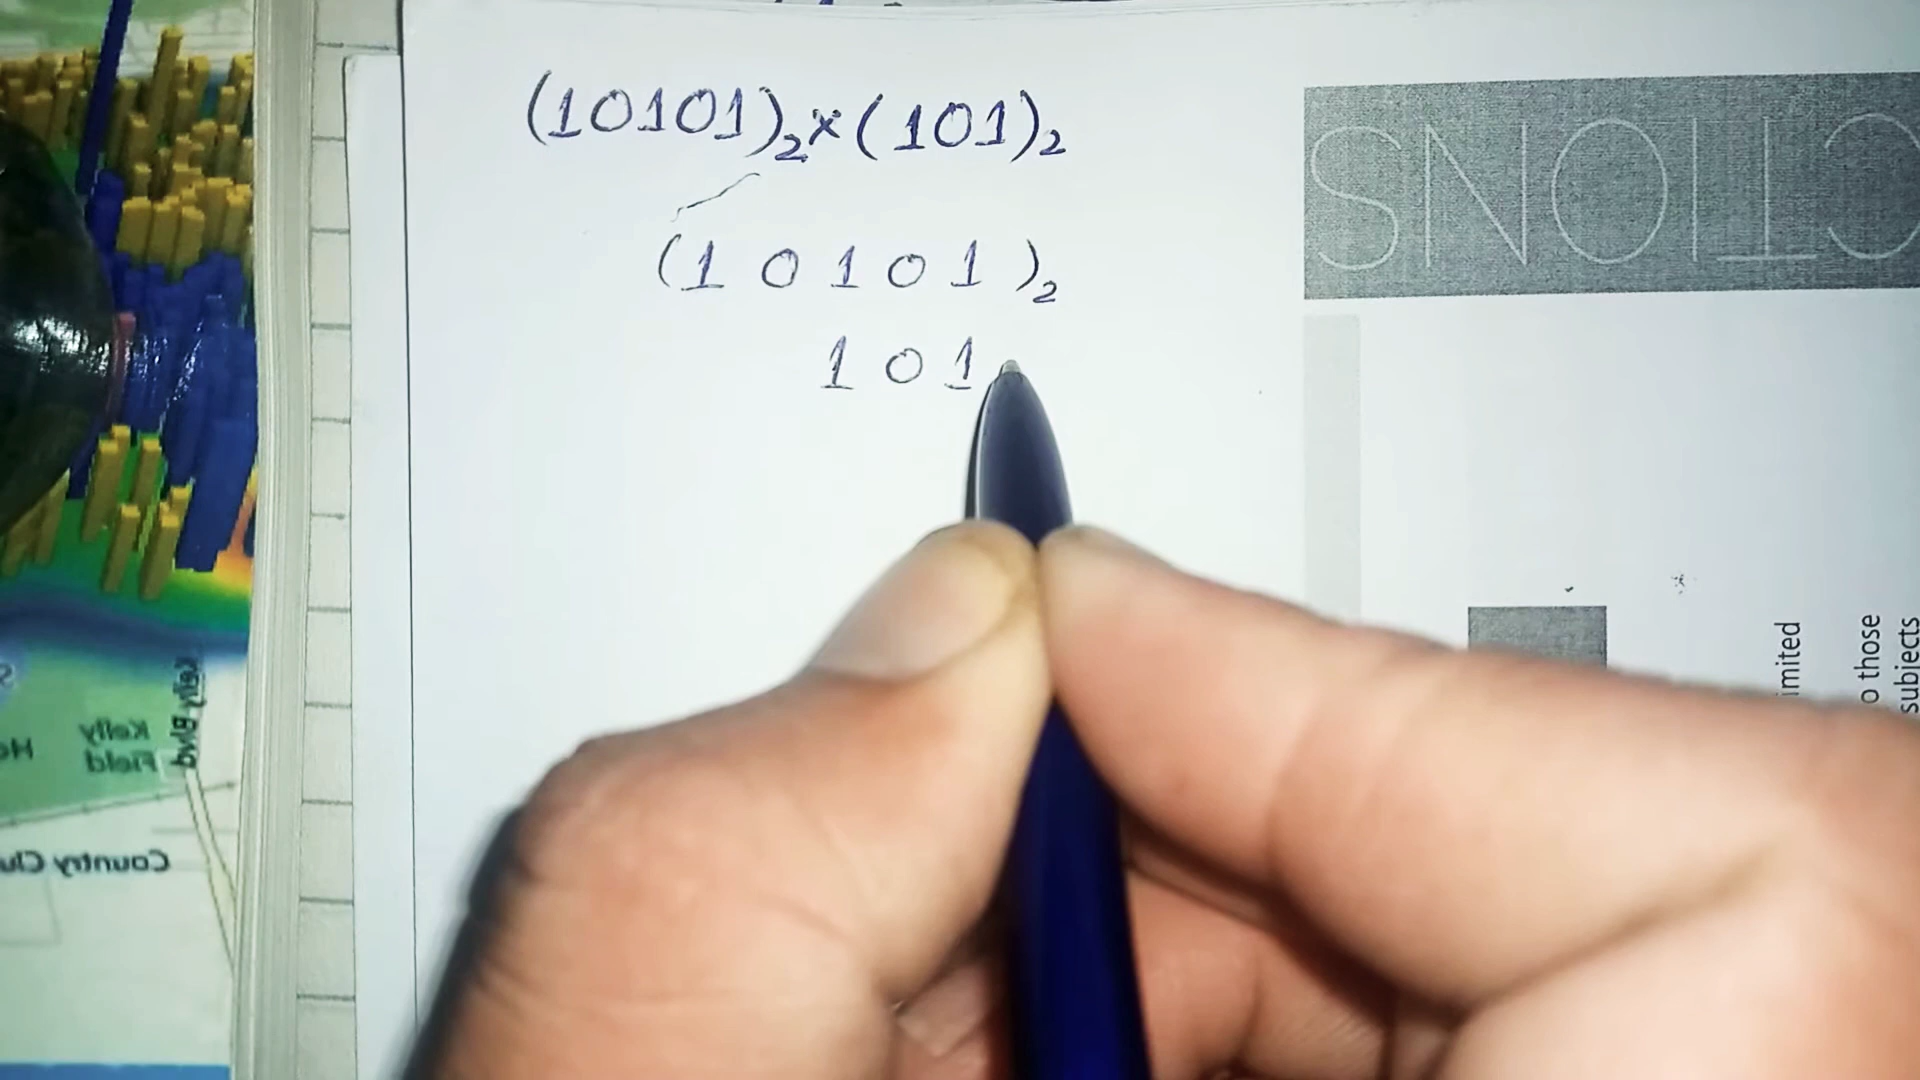 (10101)₂×(101)₂
(1 0 1 0 1 )₂
1 0 1
CTIONS
imited
o those
subjects
Kelly Blvd
Kelly
Field
Country Clu